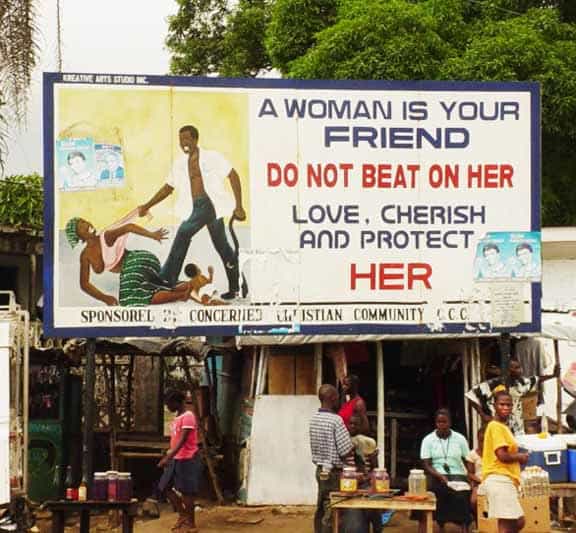 KREATIVE ARTS STUDIO INC.
A WOMAN IS YOUR
FRIEND
DO NOT BEAT ON HER
LOVE, CHERISH
AND PROTECT
HER
SPONSORED BY CONCERNED CHRISTIAN COMMUNITY C.C.C.